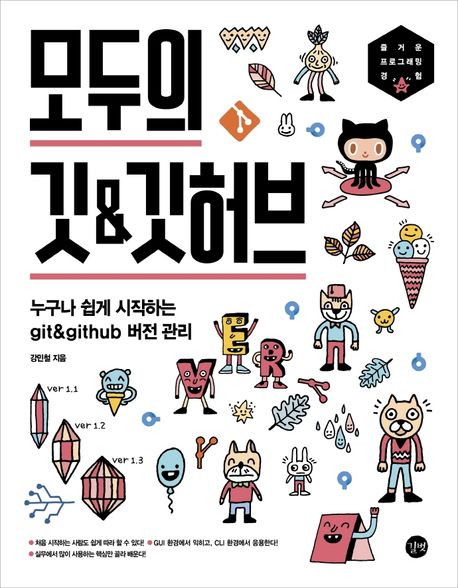 모두의
깃&깃허브
즐거운
프로그래밍
경험
누구나 쉽게 시작하는
git&github 버전 관리
강민철 지음
VER
ver 1.1
ver 1.2
ver 1.3
● 처음 시작하는 사람도 쉽게 따라 할 수 있다! ● GUI 환경에서 익히고, CLI 환경에서 응용한다!
● 실무에서 많이 사용하는 핵심만 골라 배운다!
길벗